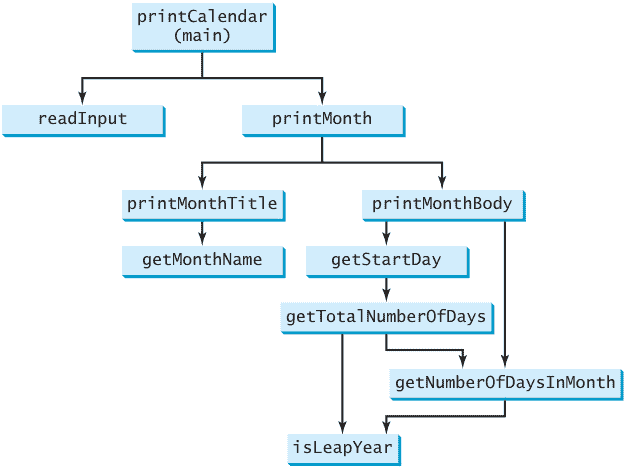 printCalendar
(main)
readInput
printMonth
printMonthTitle
printMonthBody
getMonthName
getStartDay
getTotalNumberOfDays
getNumberOfDaysInMonth
isLeapYear